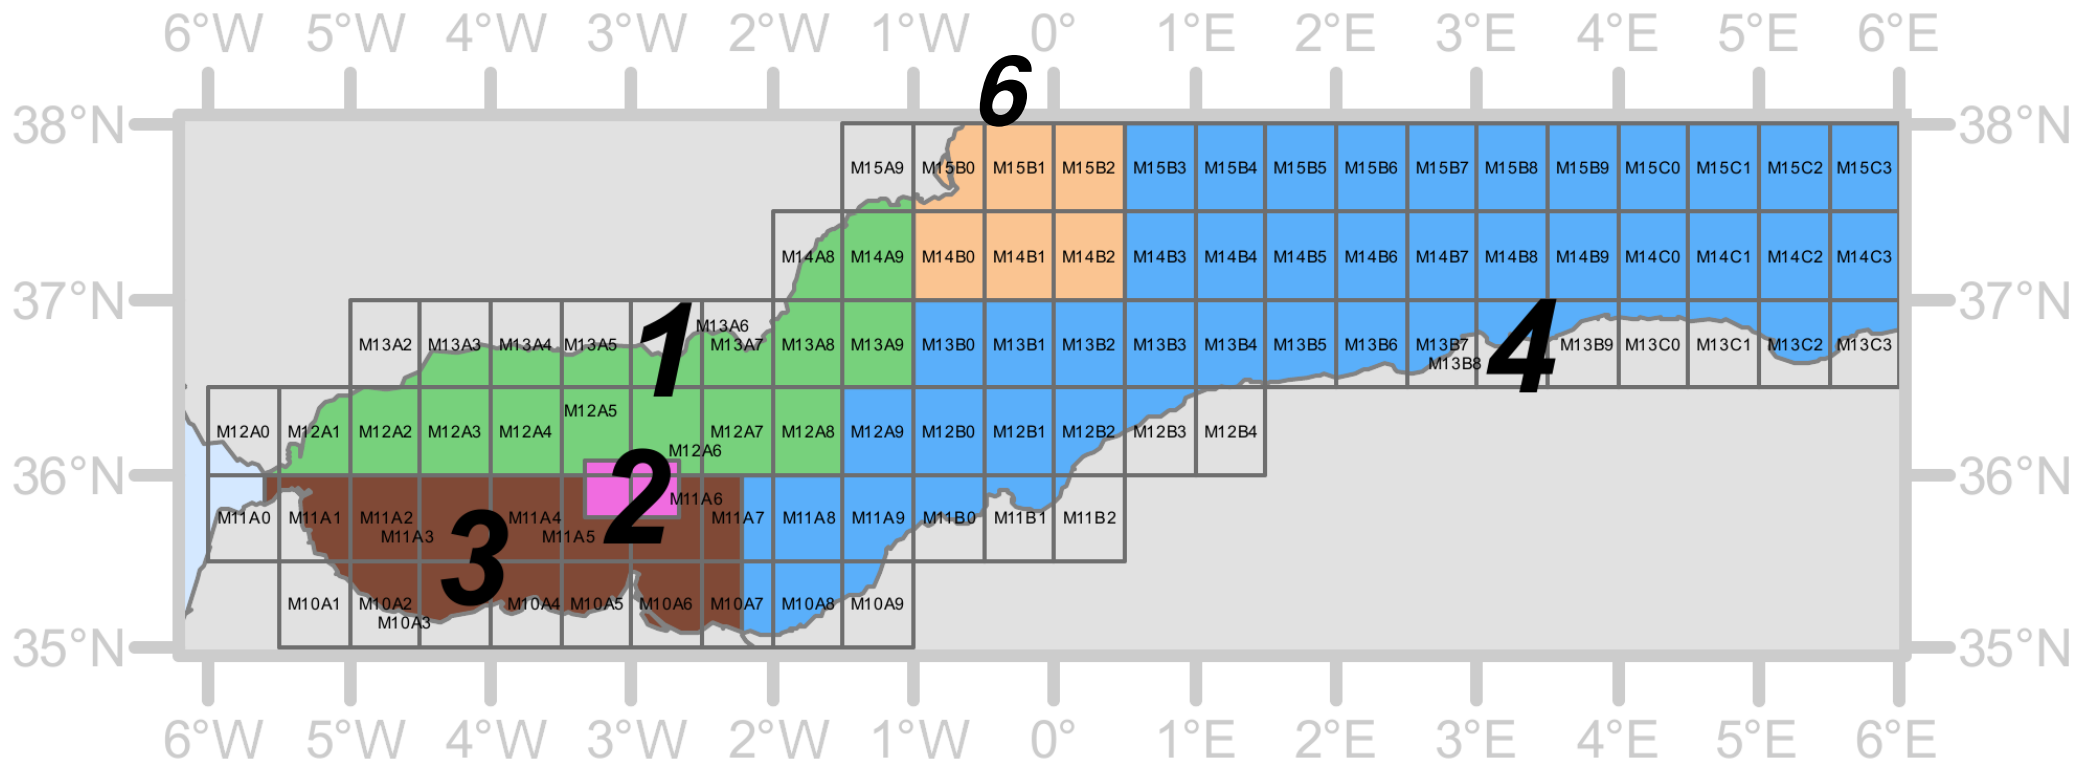 6°W 5°W 4°W 3°W 2°W 1°W 0° 1°E 2°E 3°E 4°E 5°E 6°E
6
38°N 38°N
M15A9 M15B0 M15B1 M15B2 M15B3 M15B4 M15B5 M15B6 M15B7 M15B8 M15B9 M15C0 M15C1 M15C2 M15C3
M14A8 M14A9 M14B0 M14B1 M14B2 M14B3 M14B4 M14B5 M14B6 M14B7 M14B8 M14B9 M14C0 M14C1 M14C2 M14C3
37°N 37°N
M13A6
1 4
M13A2 M13A3 M13A4 M13A5 M13A7 M13A8 M13A9 M13B0 M13B1 M13B2 M13B3 M13B4 M13B5 M13B6 M13B7 M13B9 M13C0 M13C1 M13C2 M13C3
M13B8
M12A5
M12A0 M12A1 M12A2 M12A3 M12A4 M12A7 M12A8 M12A9 M12B0 M12B1 M12B2 M12B3 M12B4
M12A6
36°N 36°N
2
M11A6
M11A0 M11A1 M11A2 M11A4 M11A7 M11A8 M11A9 M11B0 M11B1 M11B2
M11A3 M11A5
3
M10A1 M10A2 M10A4 M10A5 M10A6 M10A7 M10A8 M10A9
M10A3
35°N 35°N
6°W 5°W 4°W 3°W 2°W 1°W 0° 1°E 2°E 3°E 4°E 5°E 6°E